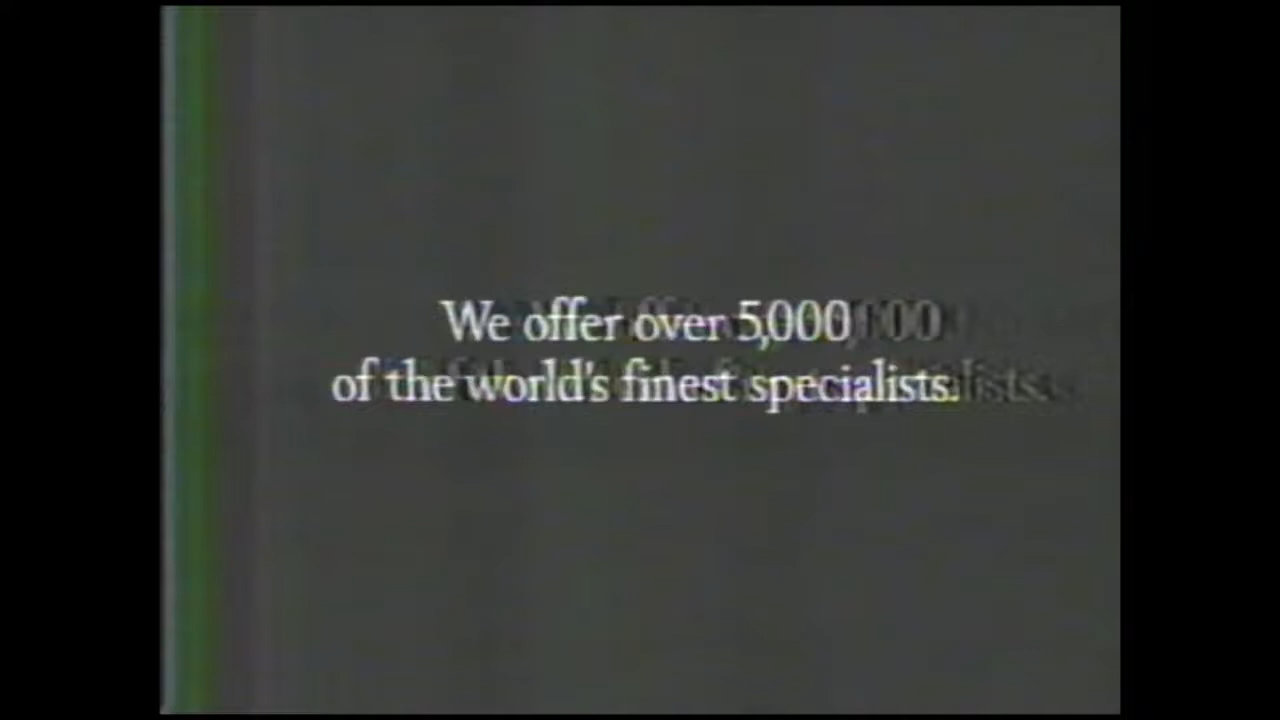 We offer over 5,000
of the world's finest specialists.